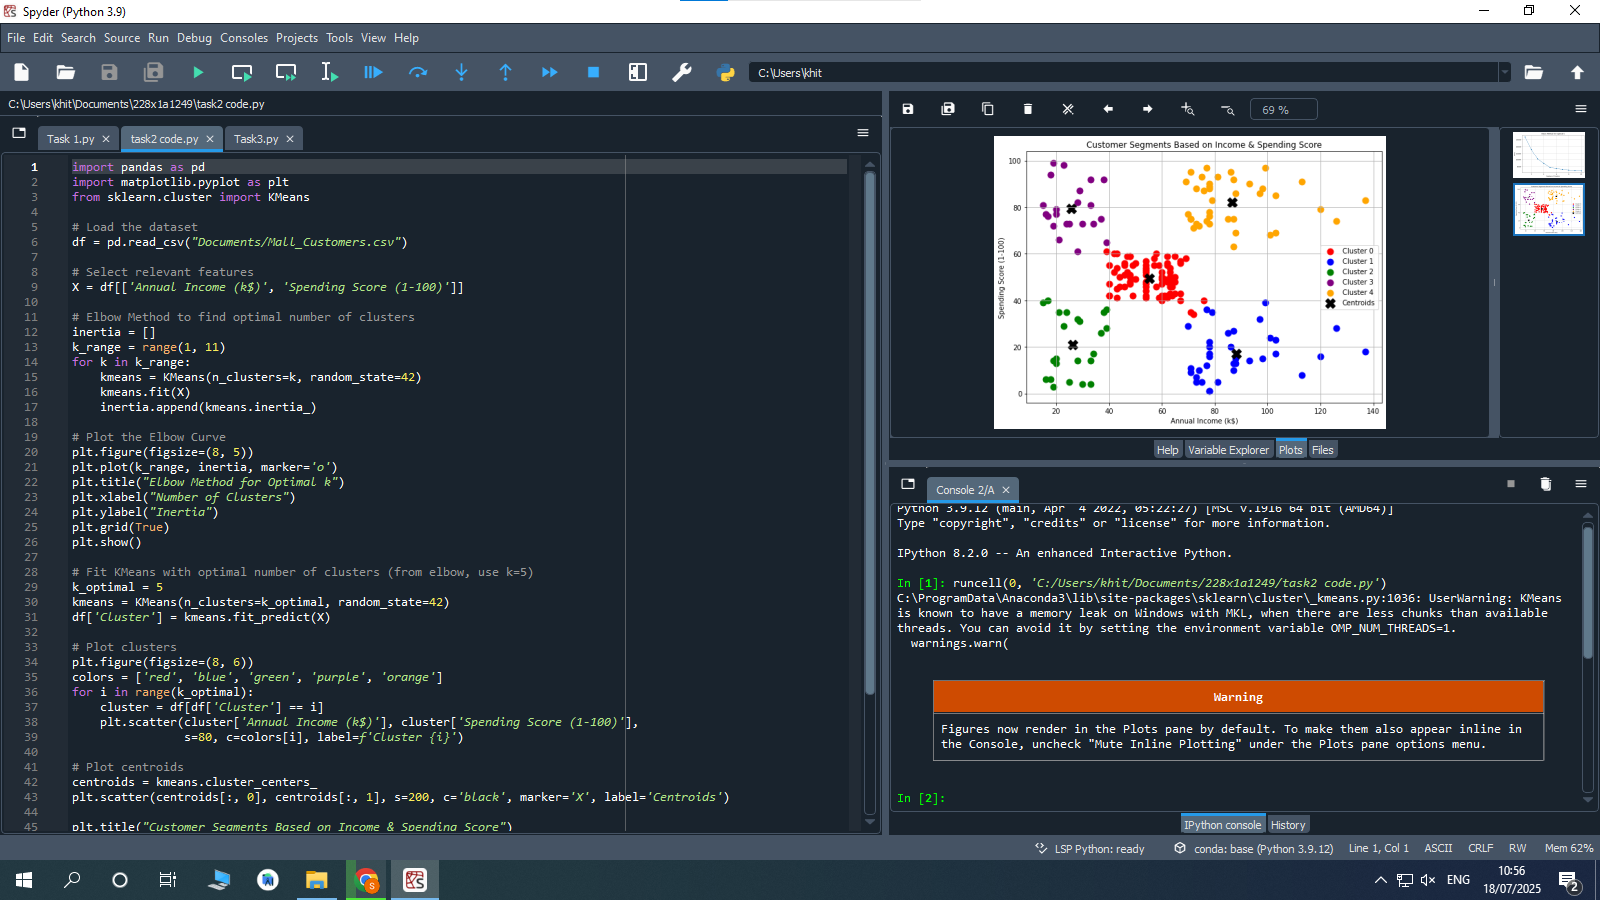 Spyder (Python 3.9)
File Edit Search Source Run Debug Consoles Projects Tools View Help
C:\Users\khit
C:\Users\khit\Documents\228x1a1249\task2 code.py
Task 1.py
task2 code.py
Task3.py
1 import pandas as pd
2 import matplotlib.pyplot as plt
3 from sklearn.cluster import KMeans
4
5 # Load the dataset
6 df = pd.read_csv("Documents/Mall_Customers.csv")
7
8 # Select relevant features
9 X = df[['Annual Income (k$)', 'Spending Score (1-100)']]
10
11 # Elbow Method to find optimal number of clusters
12 inertia = []
13 k_range = range(1, 11)
14 for k in k_range:
15     kmeans = KMeans(n_clusters=k, random_state=42)
16     kmeans.fit(X)
17     inertia.append(kmeans.inertia_)
18
19 # Plot the Elbow Curve
20 plt.figure(figsize=(8, 5))
21 plt.plot(k_range, inertia, marker='o')
22 plt.title("Elbow Method for Optimal k")
23 plt.xlabel("Number of Clusters")
24 plt.ylabel("Inertia")
25 plt.grid(True)
26 plt.show()
27
28 # Fit KMeans with optimal number of clusters (from elbow, use k=5)
29 k_optimal = 5
30 kmeans = KMeans(n_clusters=k_optimal, random_state=42)
31 df['Cluster'] = kmeans.fit_predict(X)
32
33 # Plot clusters
34 plt.figure(figsize=(8, 6))
35 colors = ['red', 'blue', 'green', 'purple', 'orange']
36 for i in range(k_optimal):
37     cluster = df[df['Cluster'] == i]
38     plt.scatter(cluster['Annual Income (k$)'], cluster['Spending Score (1-100)'],
39                 s=80, c=colors[i], label=f'Cluster {i}')
40
41 # Plot centroids
42 centroids = kmeans.cluster_centers_
43 plt.scatter(centroids[:, 0], centroids[:, 1], s=200, c='black', marker='X', label='Centroids')
44
45 plt.title("Customer Segments Based on Income & Spending Score")
69 %
Customer Segments Based on Income & Spending Score
Spending Score (1-100)
100
80
60
40
20
0
Cluster 0
Cluster 1
Cluster 2
Cluster 3
Cluster 4
Centroids
20 40 60 80 100 120 140
Annual Income (k$)
Help Variable Explorer Plots Files
Console 2/A
Python 3.9.12 (main, Apr  4 2022, 05:22:27) [MSC v.1916 64 bit (AMD64)]
Type "copyright", "credits" or "license" for more information.
IPython 8.2.0 -- An enhanced Interactive Python.
In [1]: runcell(0, 'C:/Users/khit/Documents/228x1a1249/task2 code.py')
C:\ProgramData\Anaconda3\lib\site-packages\sklearn\cluster\_kmeans.py:1036: UserWarning: KMeans
is known to have a memory leak on Windows with MKL, when there are less chunks than available
threads. You can avoid it by setting the environment variable OMP_NUM_THREADS=1.
  warnings.warn(
Warning
Figures now render in the Plots pane by default. To make them also appear inline in
the Console, uncheck "Mute Inline Plotting" under the Plots pane options menu.
In [2]:
IPython console History
LSP Python: ready conda: base (Python 3.9.12) Line 1, Col 1 ASCII CRLF RW Mem 62%
S
ENG
10:56
18/07/2025
2